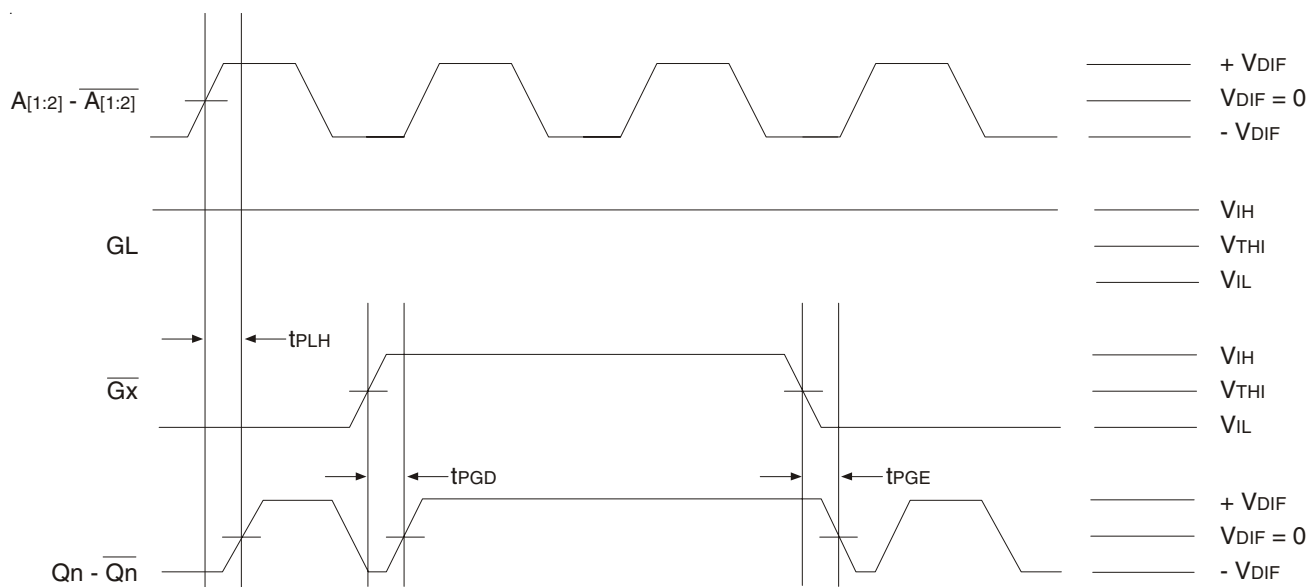 A[1:2] - A[1:2]
+ VDIF
VDIF = 0
- VDIF
GL
VIH
VTHI
VIL
tPLH
Gx
VIH
VTHI
VIL
tPGD
tPGE
Qn - Qn
+ VDIF
VDIF = 0
- VDIF